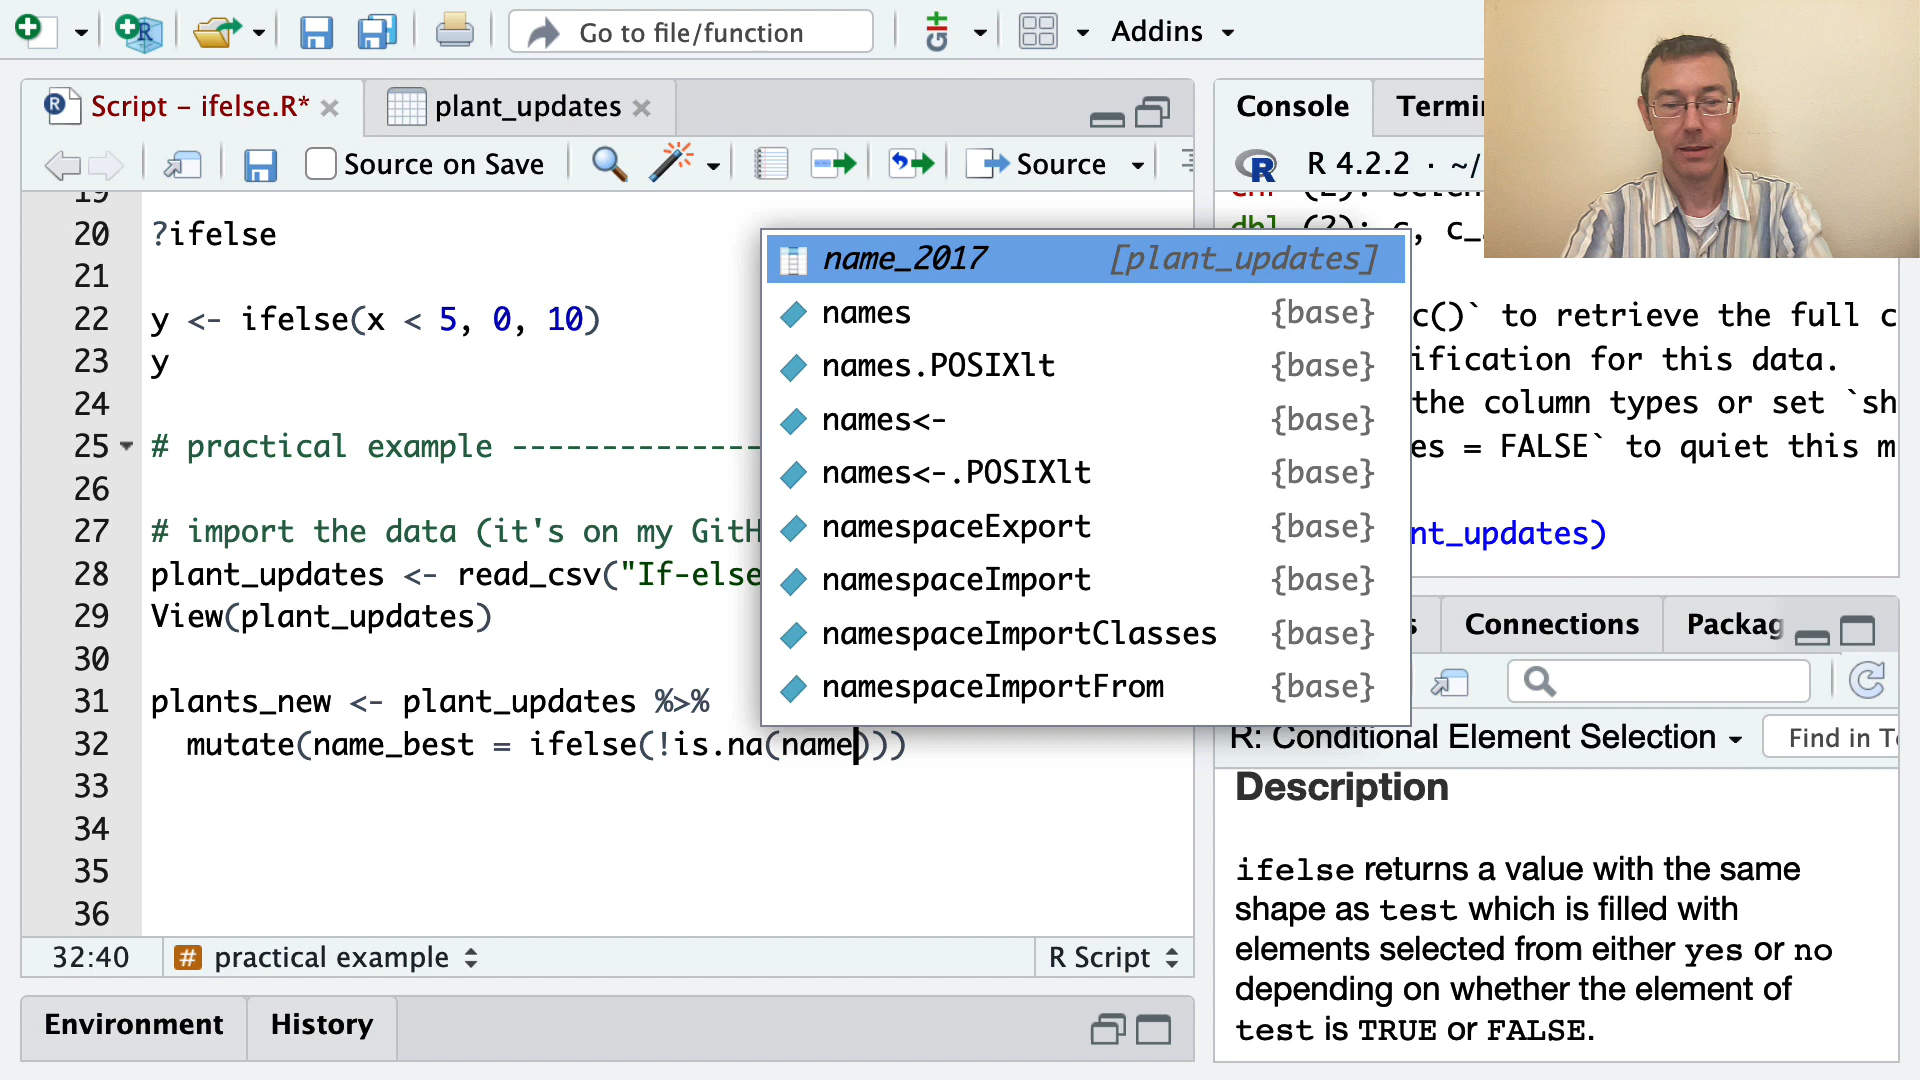 Go to file/function
Addins
Script - ifelse.R*
plant_updates
Source on Save
Source
19
20 ?ifelse
21
22 y <- ifelse(x < 5, 0, 10)
23 y
24
25 # practical example ---------------
26
27 # import the data (it's on my GitH
28 plant_updates <- read_csv("If-else
29 View(plant_updates)
30
31 plants_new <- plant_updates %>%
32 mutate(name_best = ifelse(!is.na(name)))
33
34
35
36
name_2017 [plant_updates]
names {base}
names.POSIXlt {base}
names<- {base}
names<-.POSIXlt {base}
namespaceExport {base}
namespaceImport {base}
namespaceImportClasses {base}
namespaceImportFrom {base}
32:40
# practical example
R Script
Environment
History
Console
Termin
R 4.2.2 · ~/
c()` to retrieve the full c
ification for this data.
the column types or set `sh
es = FALSE` to quiet this m
nt_updates)
s
Connections
Packag
R: Conditional Element Selection
Find in To
Description
ifelse returns a value with the same
shape as test which is filled with
elements selected from either yes or no
depending on whether the element of
test is TRUE or FALSE.